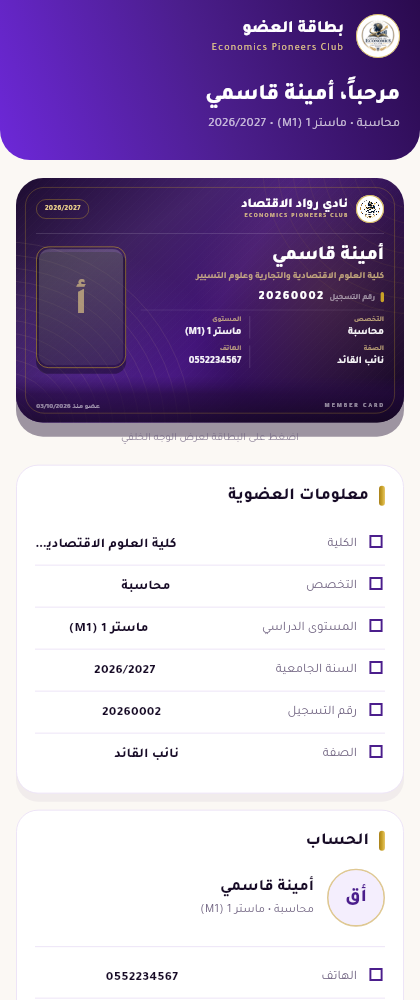 بطاقة العضو
Economics Pioneers Club
مرحباً، أمينة قاسمي
محاسبة • ماستر 1 (M1) • 2026/2027
نادي رواد الاقتصاد
ECONOMICS PIONEERS CLUB
2026/2027
أمينة قاسمي
كلية العلوم الاقتصادية والتجارية وعلوم التسيير
رقم التسجيل 20260002
أ
التخصص
محاسبة
المستوى
ماستر 1 (M1)
الصفة
نائب القائد
الهاتف
0552234567
MEMBER CARD
عضو منذ 03/10/2026
اضغط على البطاقة لعرض الوجه الخلفي
معلومات العضوية
الكلية كلية العلوم الاقتصاديـ...
التخصص محاسبة
المستوى الدراسي ماستر 1 (M1)
السنة الجامعية 2026/2027
رقم التسجيل 20260002
الصفة نائب القائد
الحساب
أق
أمينة قاسمي
محاسبة • ماستر 1 (M1)
الهاتف 0552234567